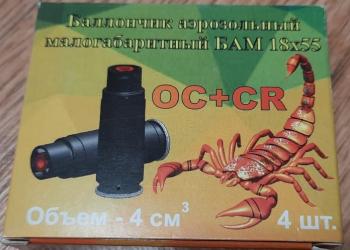 Баллончик аэрозольный
малогабаритный БАМ 18х55
OC+CR
Объем - 4 см³
4 шт.